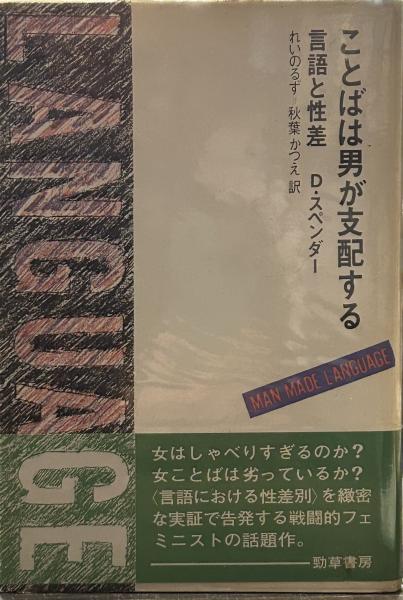 ことばは男が支配する
言語と性差 D・スペンダー
れいのるず=秋葉かつえ 訳
LANGUAGE
MAN MADE LANGUAGE
女はしゃべりすぎるのか?
女ことばは劣っているか?
〈言語における性差別〉を緻密
な実証で告発する戦闘的フェ
ミニストの話題作。
勁草書房